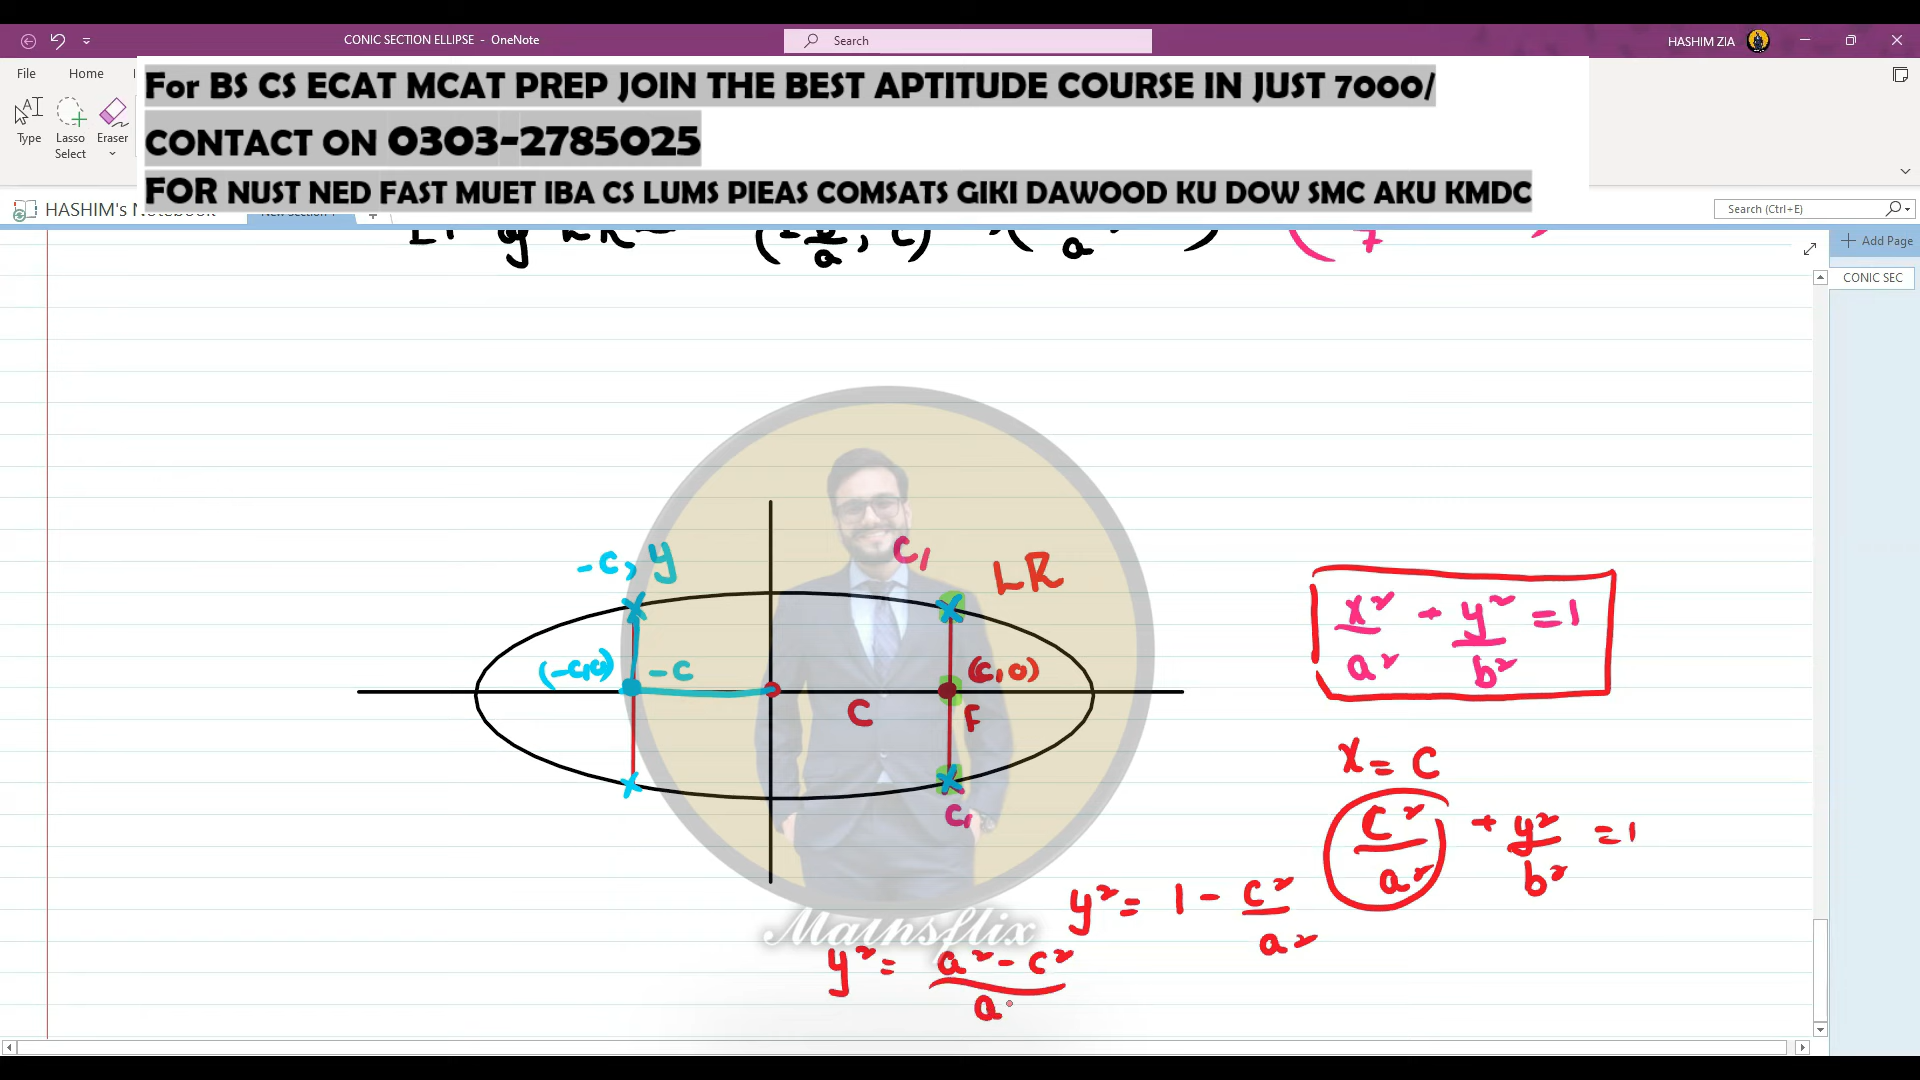 CONIC SECTION ELLIPSE - OneNote
Search
HASHIM ZIA
File Home
For BS CS ECAT MCAT PREP JOIN THE BEST APTITUDE COURSE IN JUST 7000/
CONTACT ON 0303-2785025
FOR NUST NED FAST MUET IBA CS LUMS PIEAS COMSATS GIKI DAWOOD KU DOW SMC AKU KMDC
Type
Lasso Select
Eraser
HASHIM's Notebook
Search (Ctrl+E)
Add Page
CONIC SEC
-c, y
c,
LR
(-c,0)
-c
(c,0)
C
F
c,
x²/a² + y²/b² = 1
x = c
c²/a² + y²/b² = 1
y² = 1 - c²/a²
Mainsflix
y² = a² - c²/a